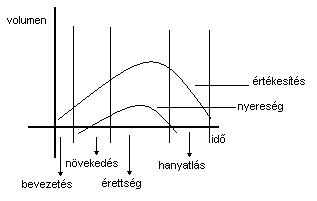 volumen
értékesítés
nyereség
idő
növekedés
hanyatlás
bevezetés
érettség